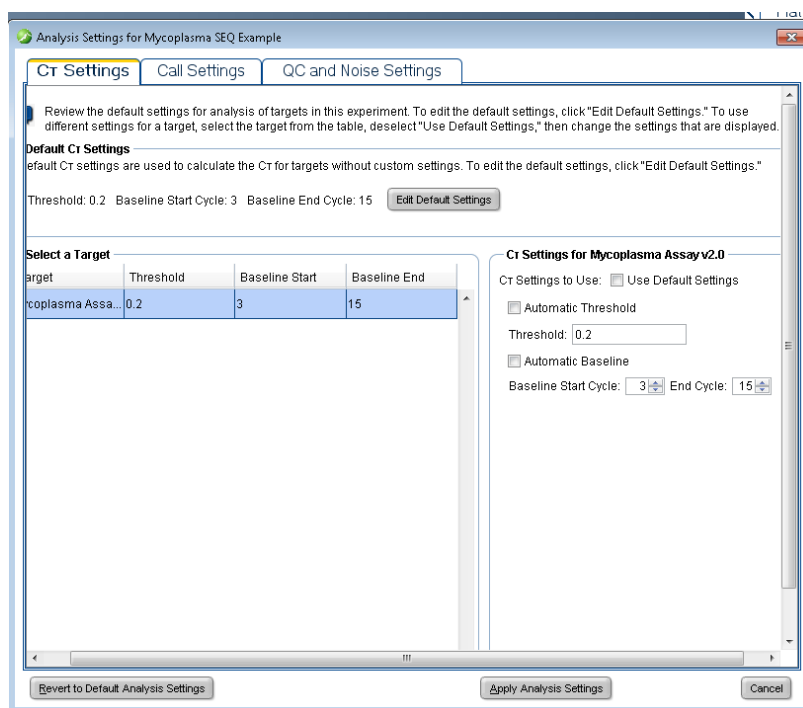 Analysis Settings for Mycoplasma SEQ Example
CT Settings
Call Settings
QC and Noise Settings
Review the default settings for analysis of targets in this experiment. To edit the default settings, click "Edit Default Settings." To use
different settings for a target, select the target from the table, deselect "Use Default Settings," then change the settings that are displayed.
Default CT Settings
efault CT settings are used to calculate the CT for targets without custom settings. To edit the default settings, click "Edit Default Settings."
Threshold: 0.2 Baseline Start Cycle: 3 Baseline End Cycle: 15 Edit Default Settings
Select a Target
arget Threshold Baseline Start Baseline End
rcoplasma Assa... 0.2 3 15
CT Settings for Mycoplasma Assay v2.0
CT Settings to Use: Use Default Settings
Automatic Threshold
Threshold: 0.2
Automatic Baseline
Baseline Start Cycle: 3 End Cycle: 15
Revert to Default Analysis Settings
Apply Analysis Settings
Cancel